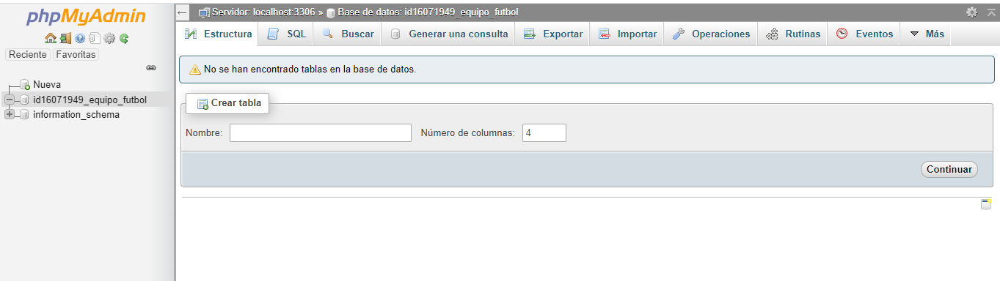 phpMyAdmin
Reciente Favoritas
Nueva
id16071949_equipo_futbol
information_schema
Servidor: localhost:3306 » Base de datos: id16071949_equipo_futbol
Estructura SQL Buscar Generar una consulta Exportar Importar Operaciones Rutinas Eventos Más
No se han encontrado tablas en la base de datos.
Crear tabla
Nombre: Número de columnas: 4
Continuar